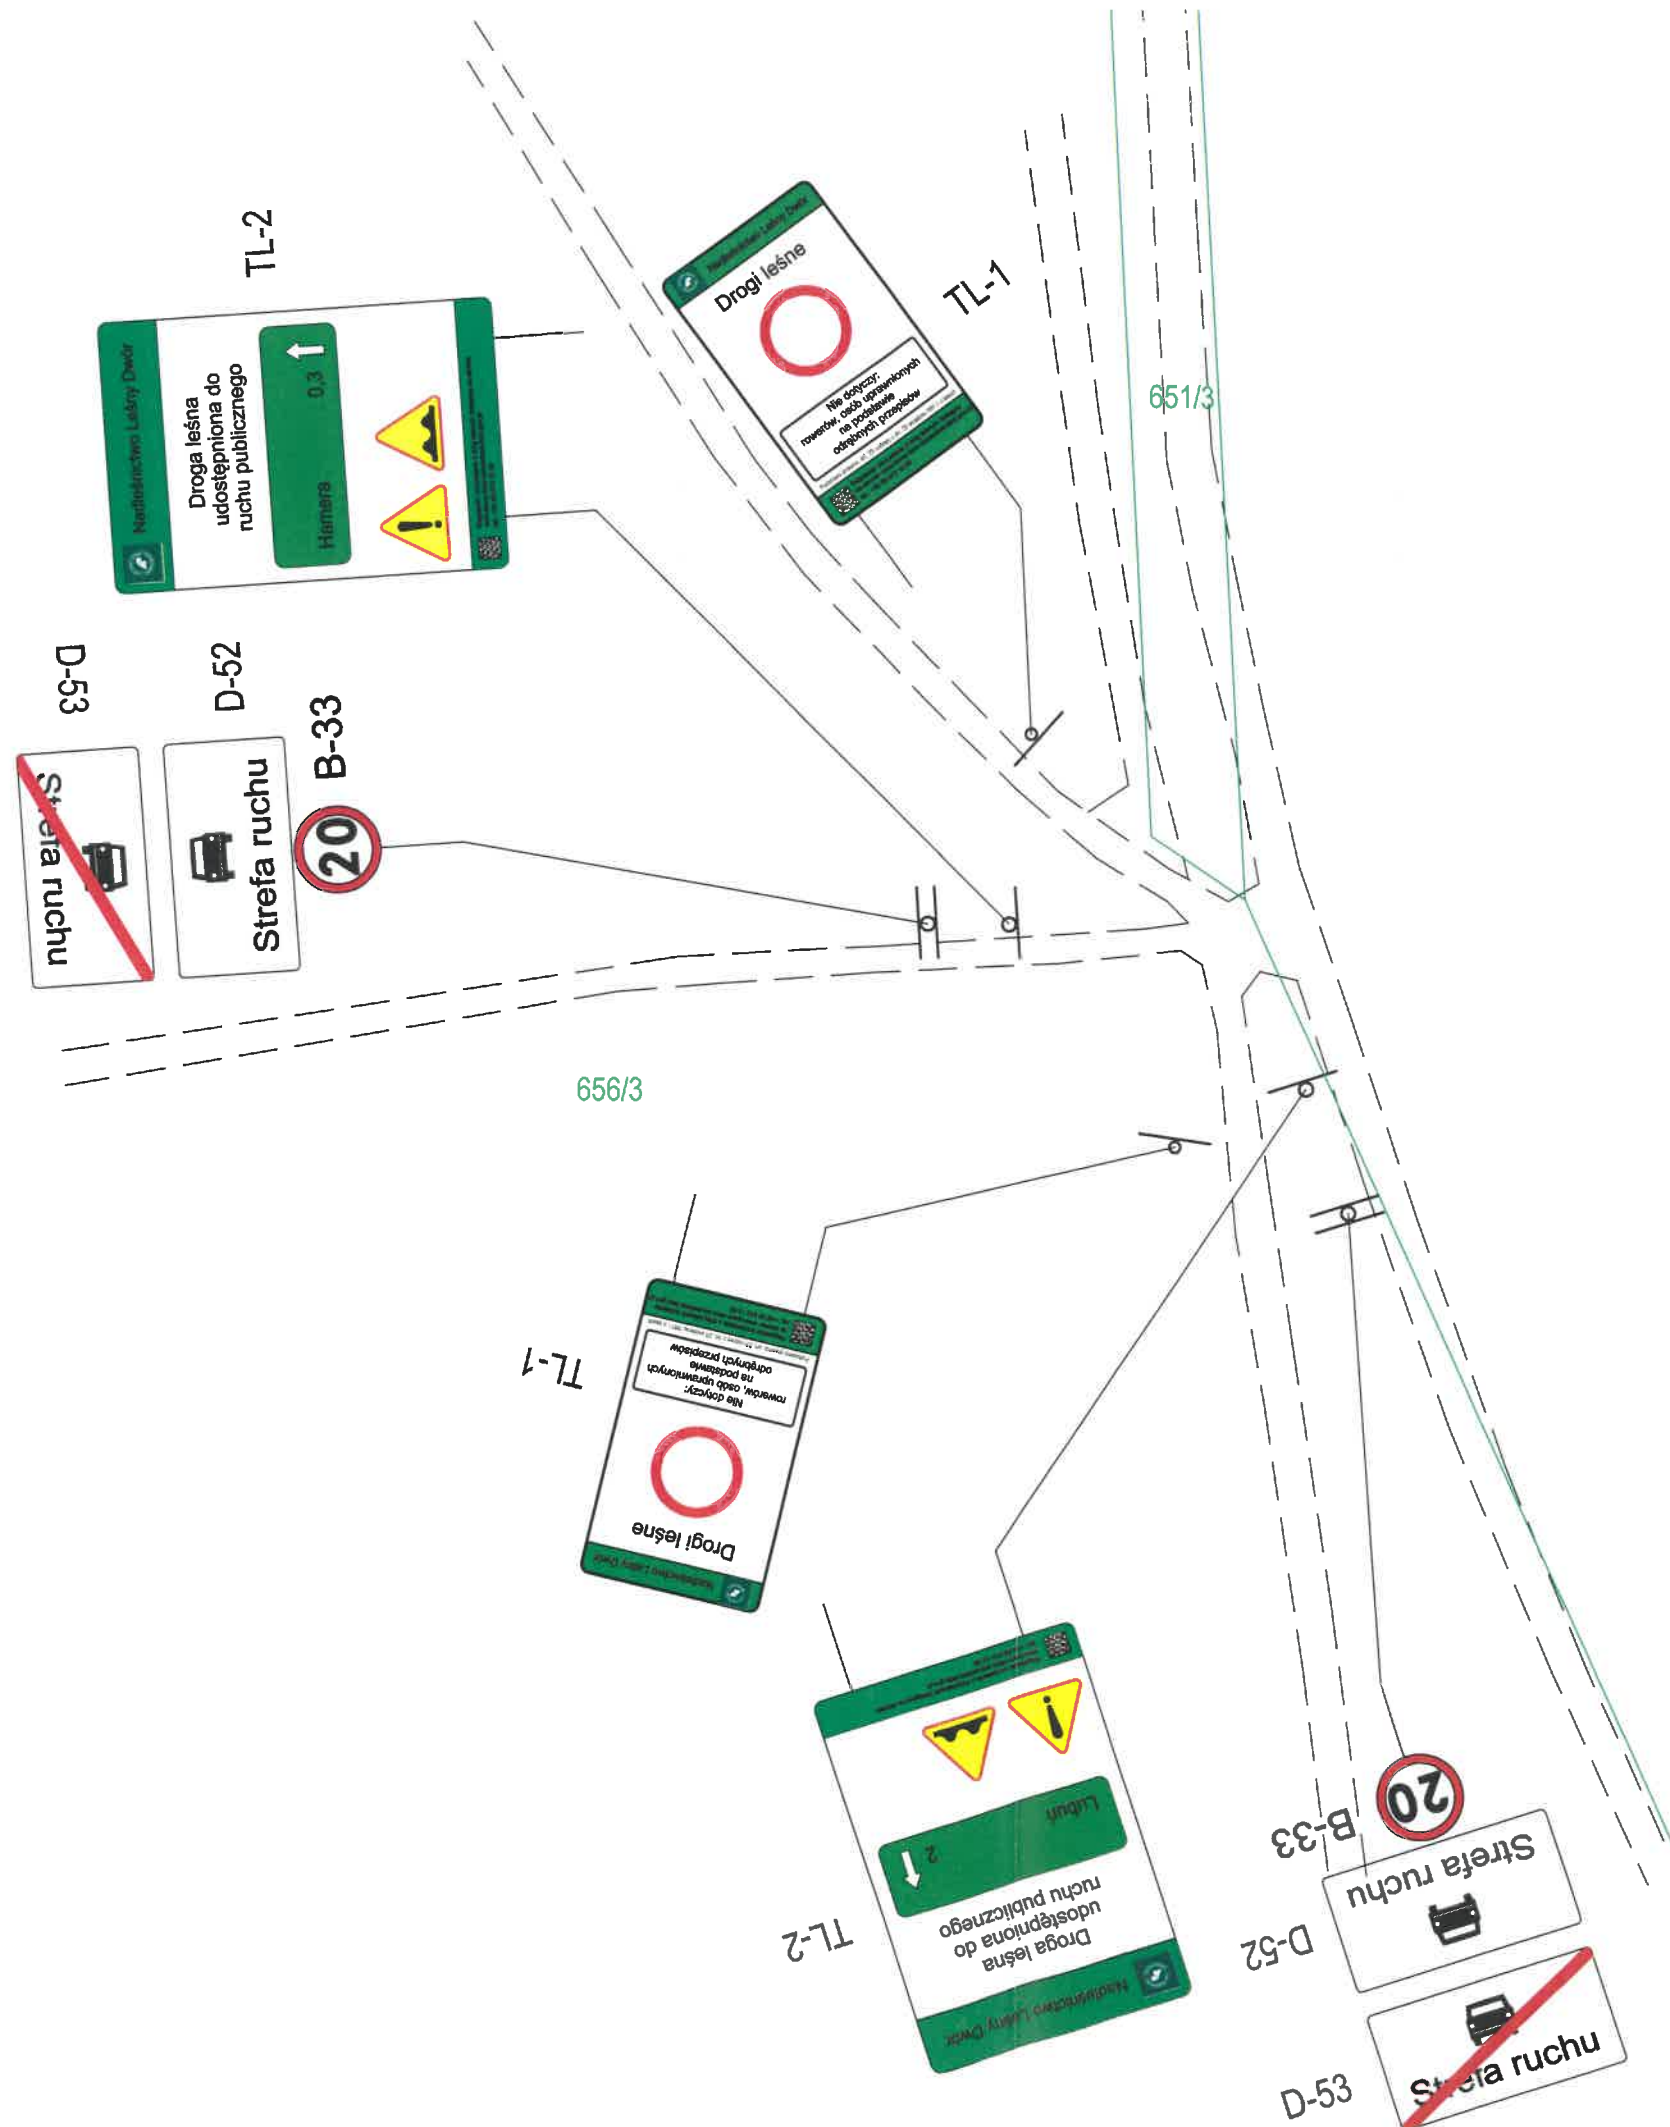 TL-2
Nadleśnictwo Leśny Dwór
Droga leśna
udostępniona do
ruchu publicznego
Hamera 0,3
D-53
Strefa ruchu
D-52
Strefa ruchu
B-33
20
TL-1
Nadleśnictwo Leśny Dwór
Drogi leśne
Nie dotyczy:
rowerów, osób uprawnionych
na podstawie
odrębnych przepisów
651/3
656/3
TL-1
Nadleśnictwo Leśny Dwór
Drogi leśne
Nie dotyczy:
rowerów, osób uprawnionych
na podstawie
odrębnych przepisów
TL-2
Nadleśnictwo Leśny Dwór
Droga leśna
udostępniona do
ruchu publicznego
Lubuń 2
B-33
20
D-52
Strefa ruchu
D-53
Strefa ruchu